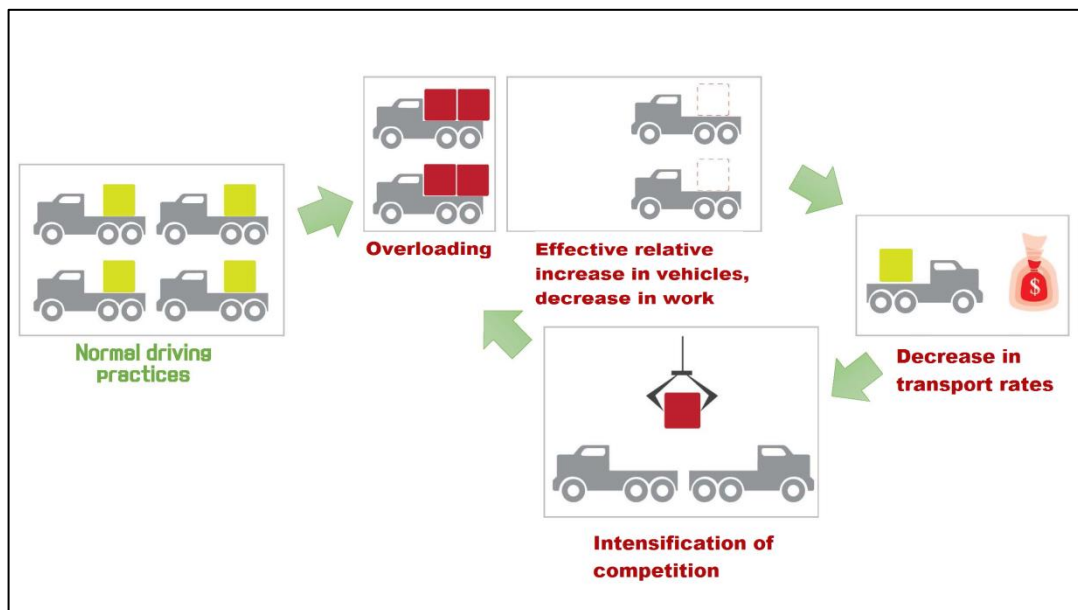 Normal driving
practices
Overloading
Effective relative
increase in vehicles,
decrease in work
$
Decrease in
transport rates
Intensification of
competition